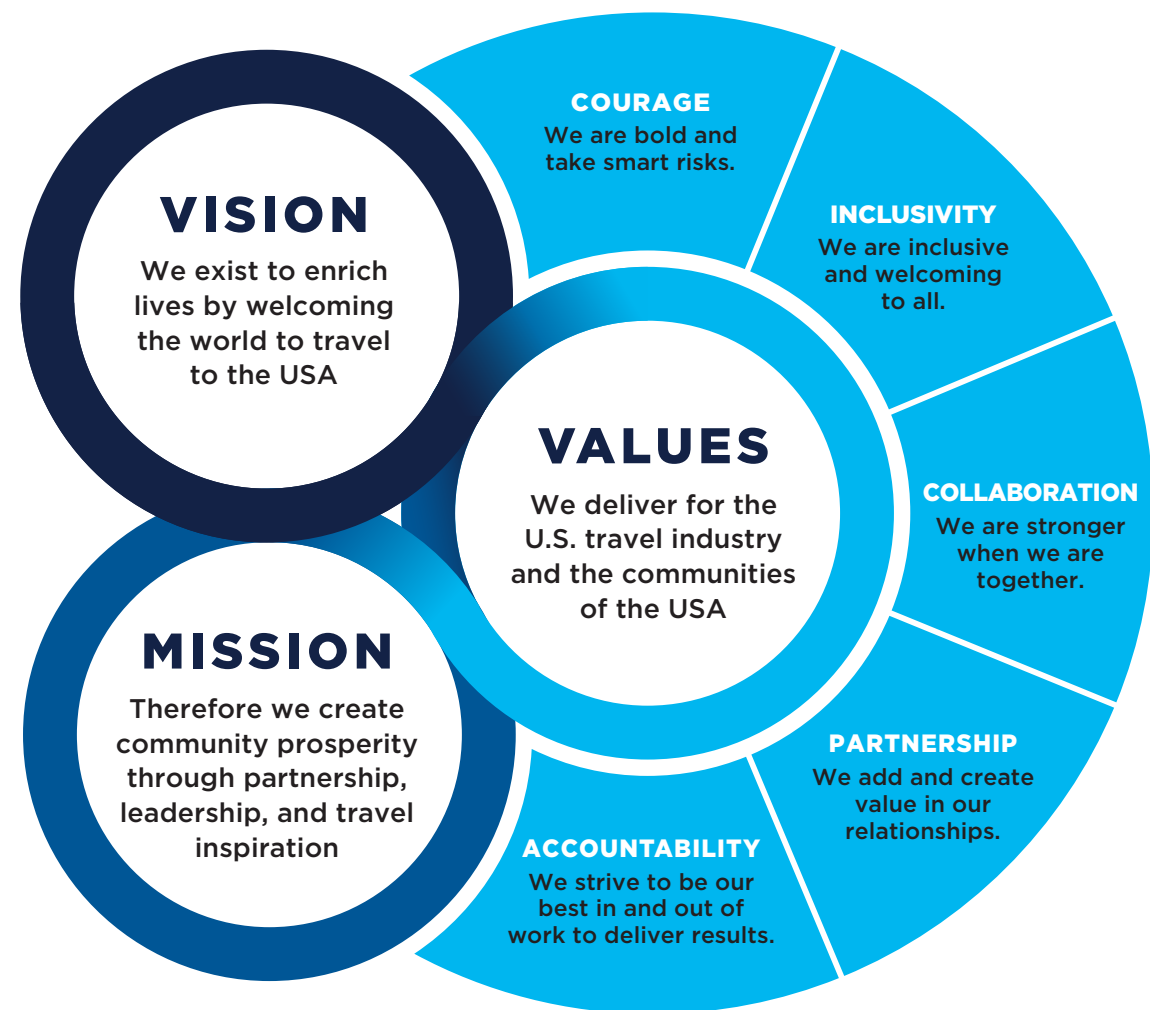 VISION
We exist to enrich
lives by welcoming
the world to travel
to the USA
MISSION
Therefore we create
community prosperity
through partnership,
leadership, and travel
inspiration
VALUES
We deliver for the
U.S. travel industry
and the communities
of the USA
COURAGE
We are bold and
take smart risks.
INCLUSIVITY
We are inclusive
and welcoming
to all.
COLLABORATION
We are stronger
when we are
together.
PARTNERSHIP
We add and create
value in our
relationships.
ACCOUNTABILITY
We strive to be our
best in and out of
work to deliver results.